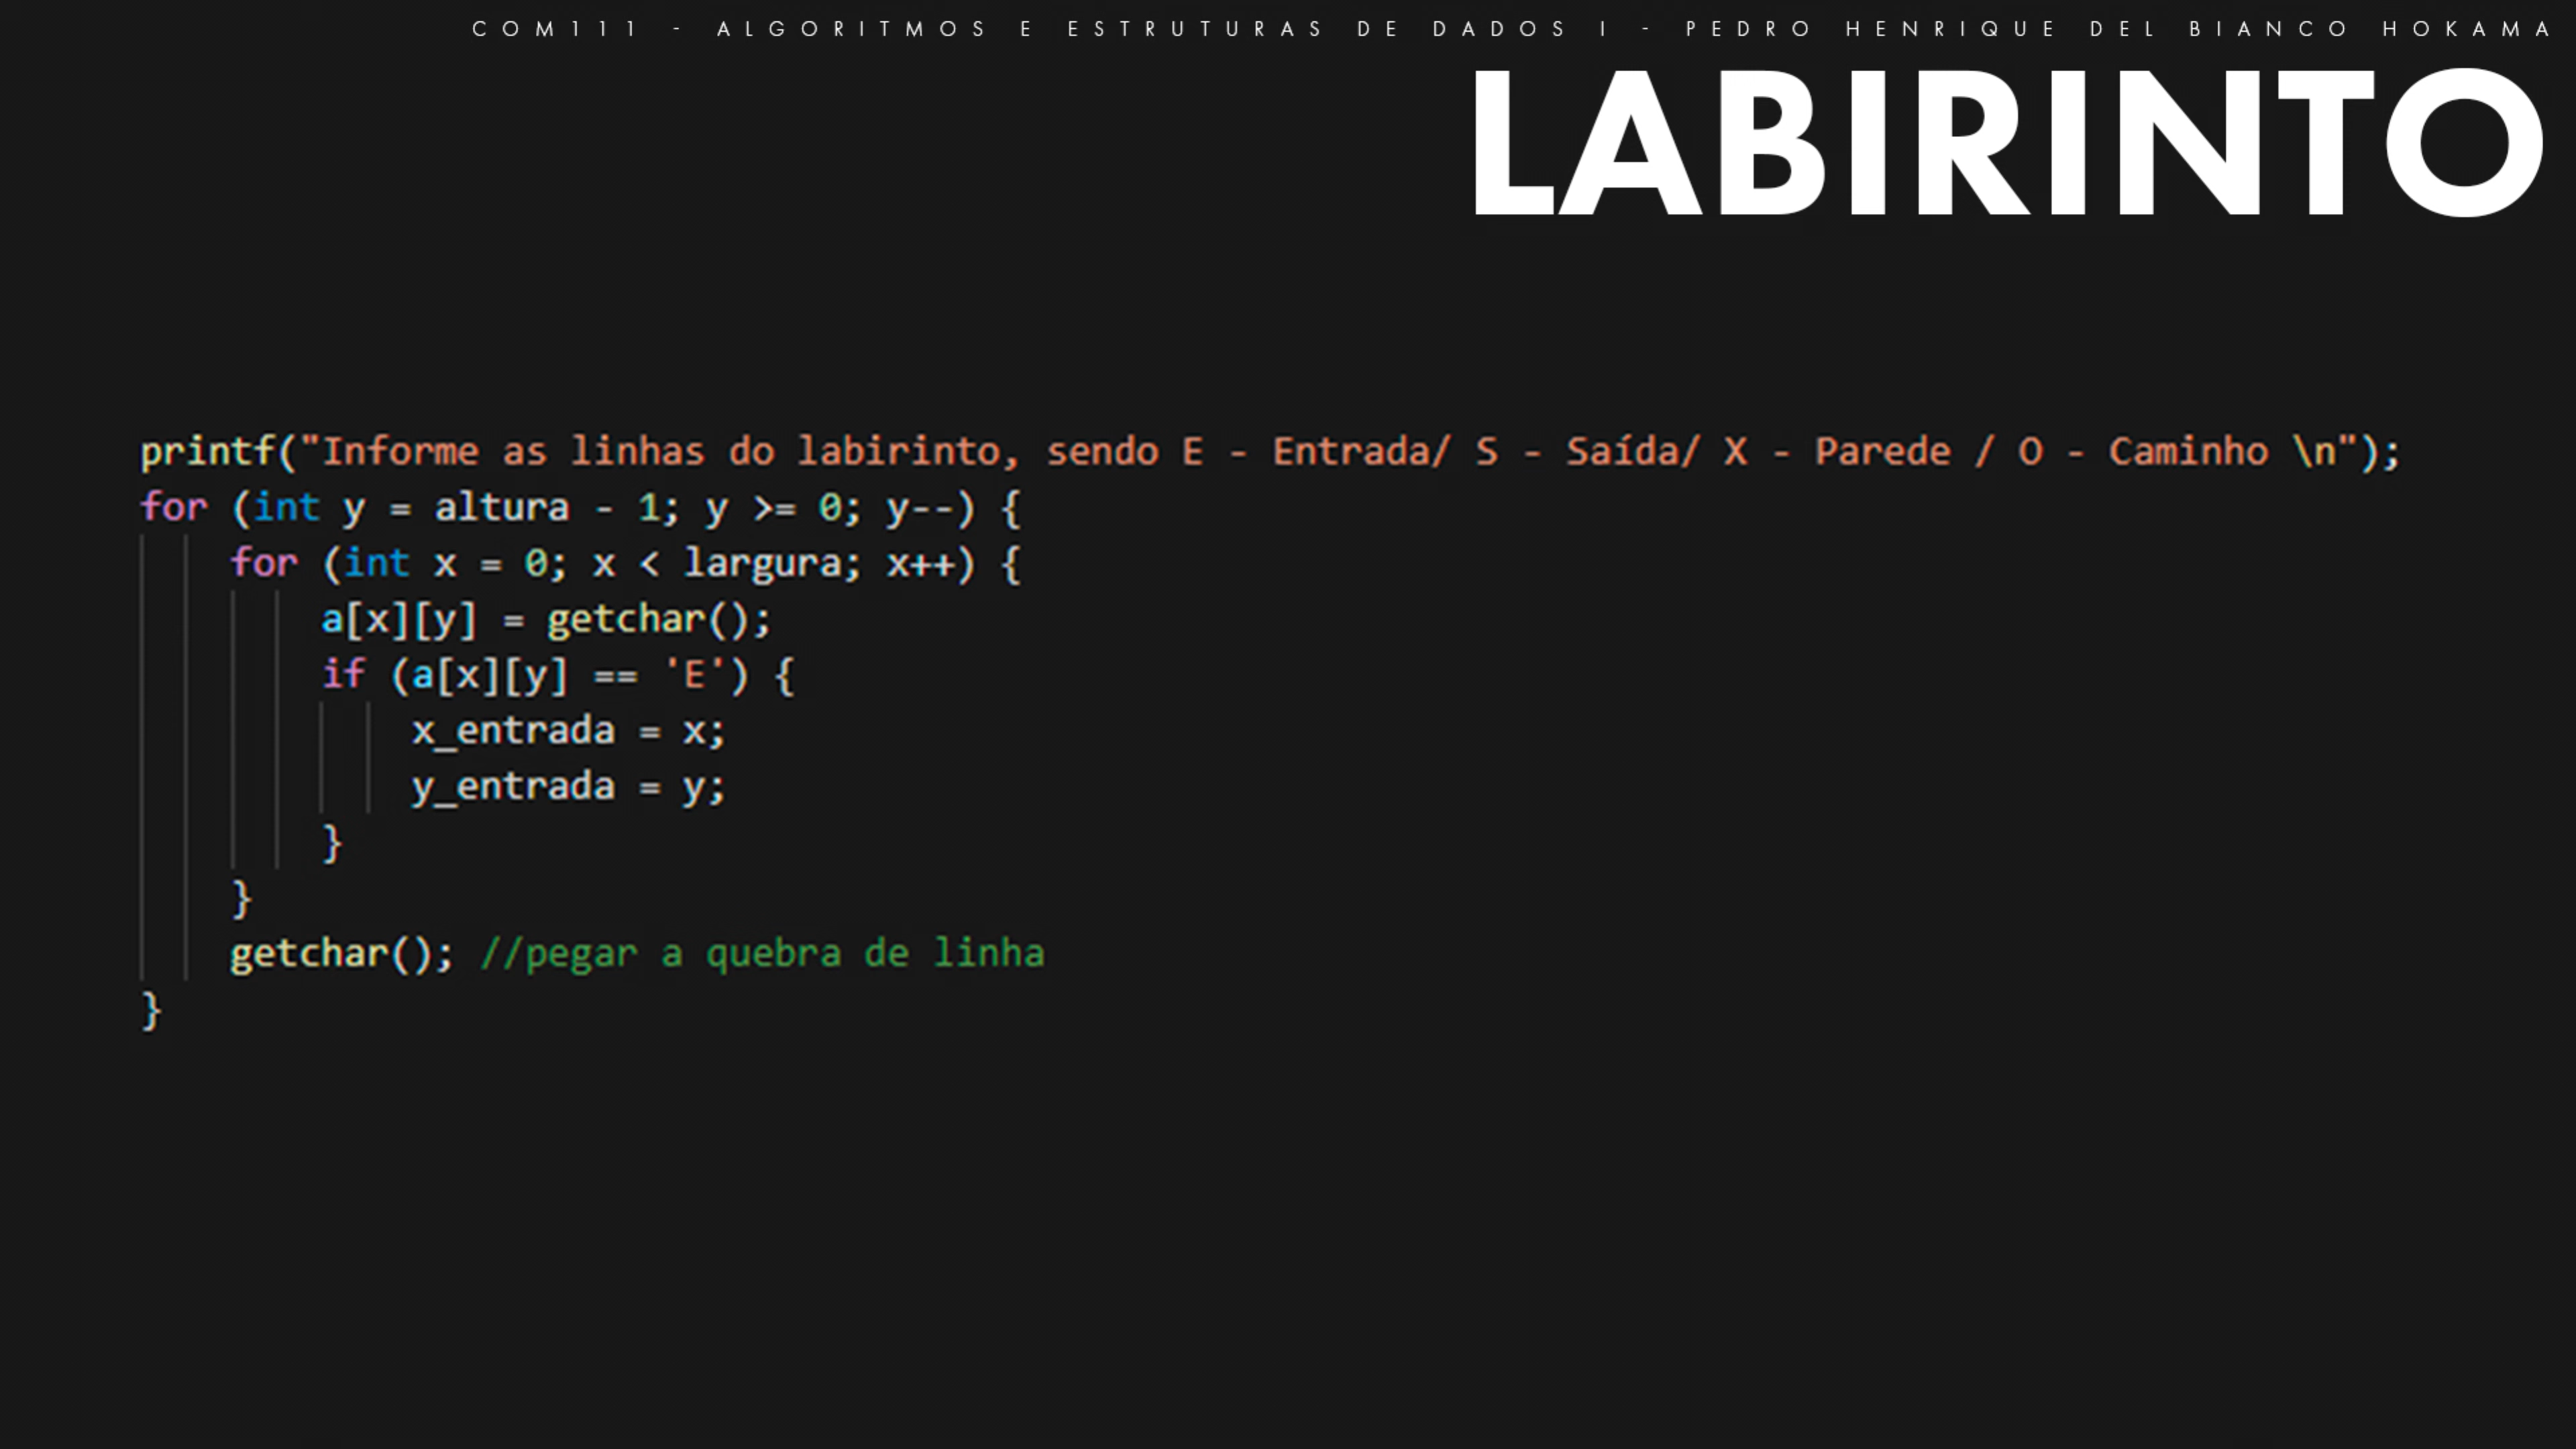 COM111 - ALGORITMOS E ESTRUTURAS DE DADOS I - PEDRO HENRIQUE DEL BIANCO HOKAMA
LABIRINTO
printf("Informe as linhas do labirinto, sendo E - Entrada/ S - Saída/ X - Parede / O - Caminho \n");
for (int y = altura - 1; y >= 0; y--) {
    for (int x = 0; x < largura; x++) {
        a[x][y] = getchar();
        if (a[x][y] == 'E') {
            x_entrada = x;
            y_entrada = y;
        }
    }
    getchar(); //pegar a quebra de linha
}